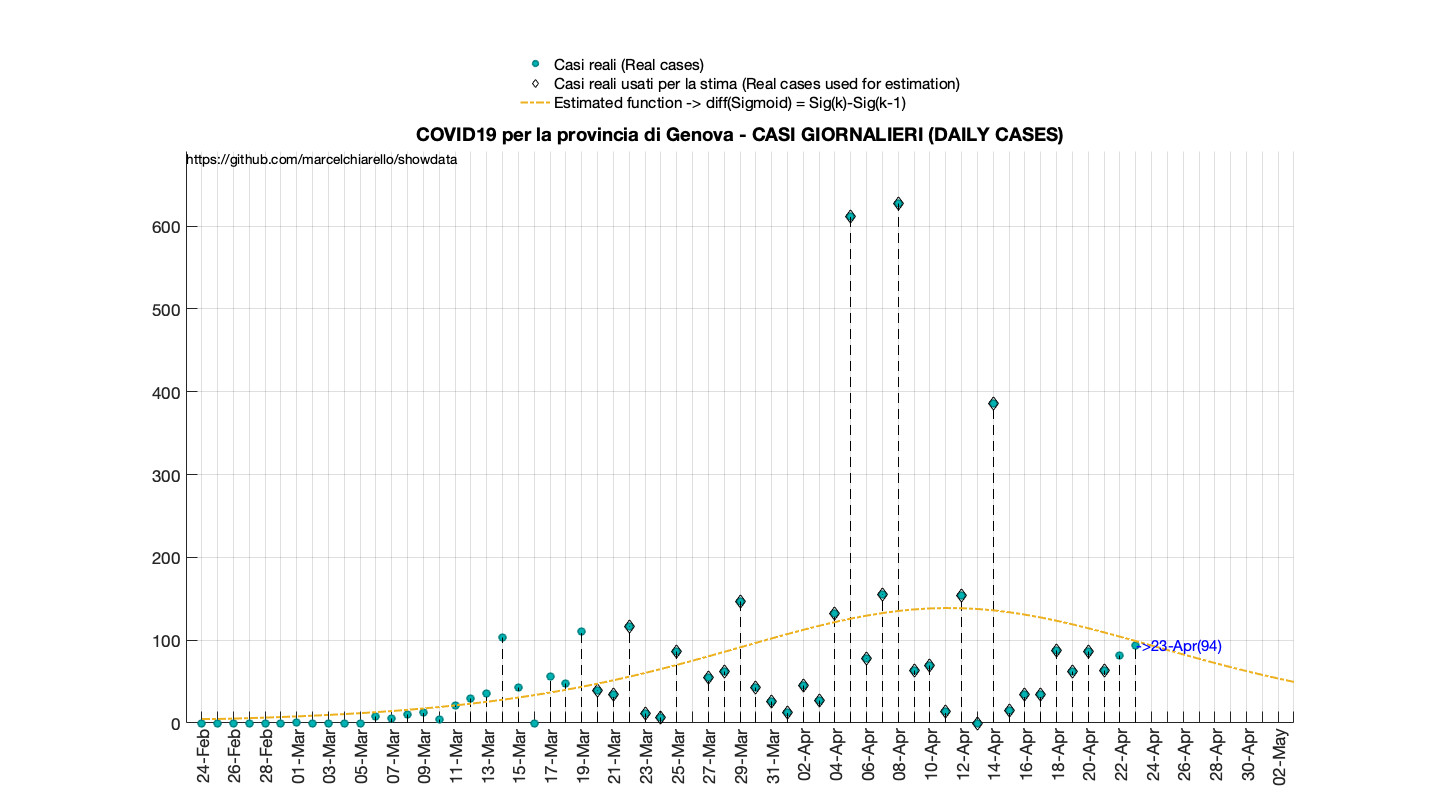 Casi reali (Real cases)
Casi reali usati per la stima (Real cases used for estimation)
Estimated function -> diff(Sigmoid) = Sig(k)-Sig(k-1)
COVID19 per la provincia di Genova - CASI GIORNALIERI (DAILY CASES)
https://github.com/marcelchiarello/showdata
600
500
400
300
200
100
0
->23-Apr(94)
24-Feb
26-Feb
28-Feb
01-Mar
03-Mar
05-Mar
07-Mar
09-Mar
11-Mar
13-Mar
15-Mar
17-Mar
19-Mar
21-Mar
23-Mar
25-Mar
27-Mar
29-Mar
31-Mar
02-Apr
04-Apr
06-Apr
08-Apr
10-Apr
12-Apr
14-Apr
16-Apr
18-Apr
20-Apr
22-Apr
24-Apr
26-Apr
28-Apr
30-Apr
02-May